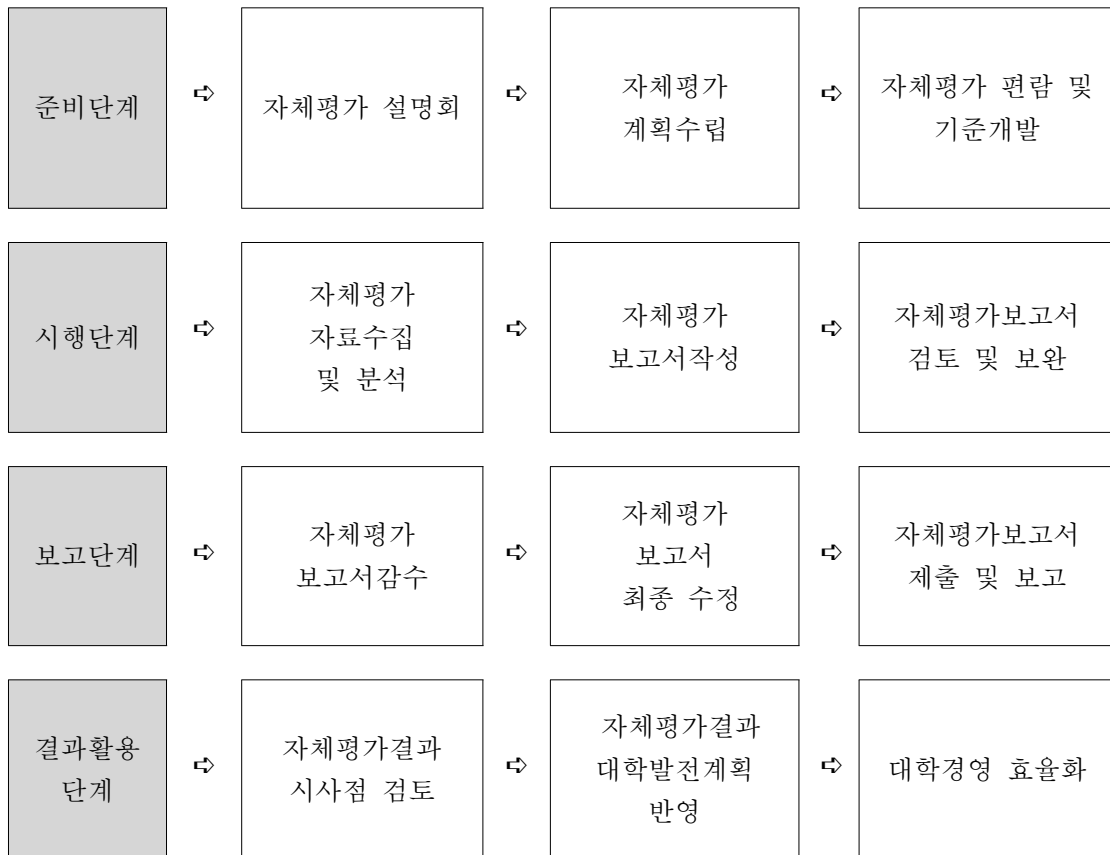 준비단계
자체평가 설명회
자체평가
계획수립
자체평가 편람 및
기준개발
시행단계
자체평가
자료수집
및 분석
자체평가
보고서작성
자체평가보고서
검토 및 보완
보고단계
자체평가
보고서감수
자체평가
보고서
최종 수정
자체평가보고서
제출 및 보고
결과활용
단계
자체평가결과
시사점 검토
자체평가결과
대학발전계획
반영
대학경영 효율화